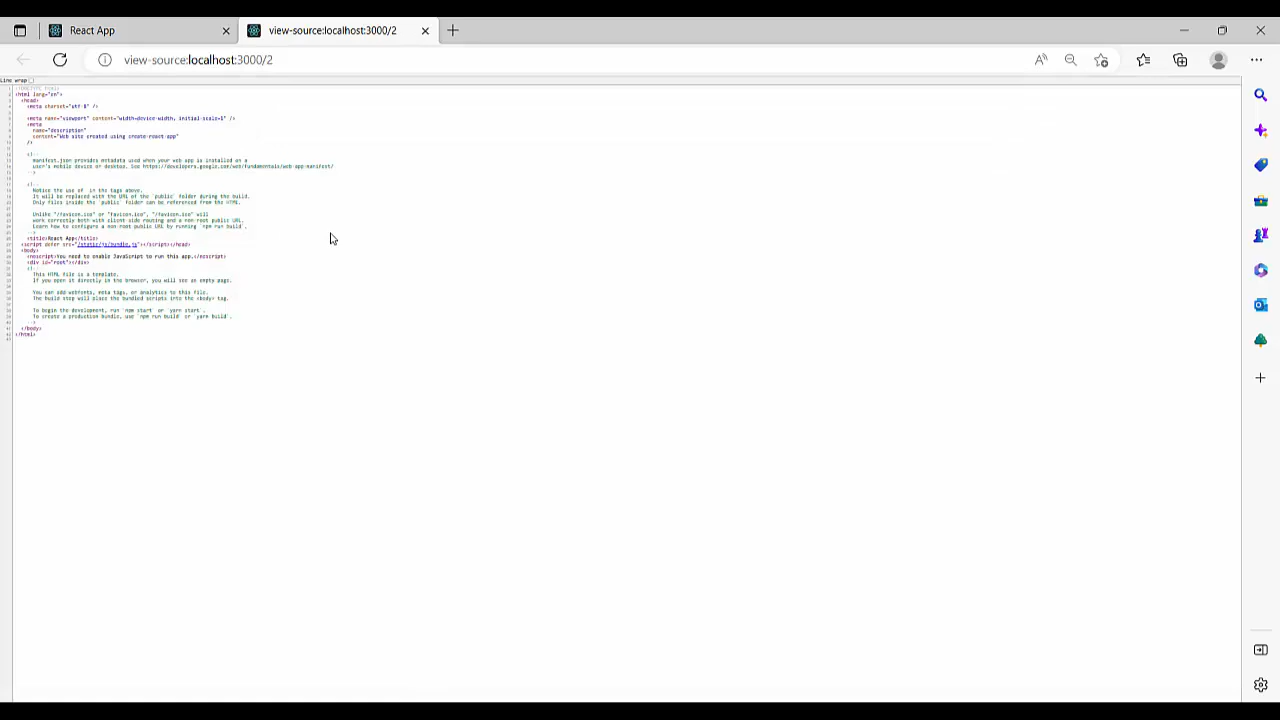 React App
view-source:localhost:3000/2
view-source:localhost:3000/2
Line wrap
<!DOCTYPE html>
<html lang="en">
<head>
<meta charset="utf-8" />
<meta name="viewport" content="width=device-width, initial-scale=1" />
<meta
name="description"
content="Web site created using create-react-app"
/>
<!--
manifest.json provides metadata used when your web app is installed on a
user's mobile device or desktop. See https://developers.google.com/web/fundamentals/web-app-manifest/
-->
<!--
Notice the use of  in the tags above.
It will be replaced with the URL of the `public` folder during the build.
Only files inside the `public` folder can be referenced from the HTML.
Unlike "/favicon.ico" or "favicon.ico", "/favicon.ico" will
work correctly both with client-side routing and a non-root public URL.
Learn how to configure a non-root public URL by running `npm run build`.
-->
<title>React App</title>
<script defer src="/static/js/bundle.js"></script></head>
<body>
<noscript>You need to enable JavaScript to run this app.</noscript>
<div id="root"></div>
<!--
This HTML file is a template.
If you open it directly in the browser, you will see an empty page.
You can add webfonts, meta tags, or analytics to this file.
The build step will place the bundled scripts into the <body> tag.
To begin the development, run `npm start` or `yarn start`.
To create a production bundle, use `npm run build` or `yarn build`.
-->
</body>
</html>